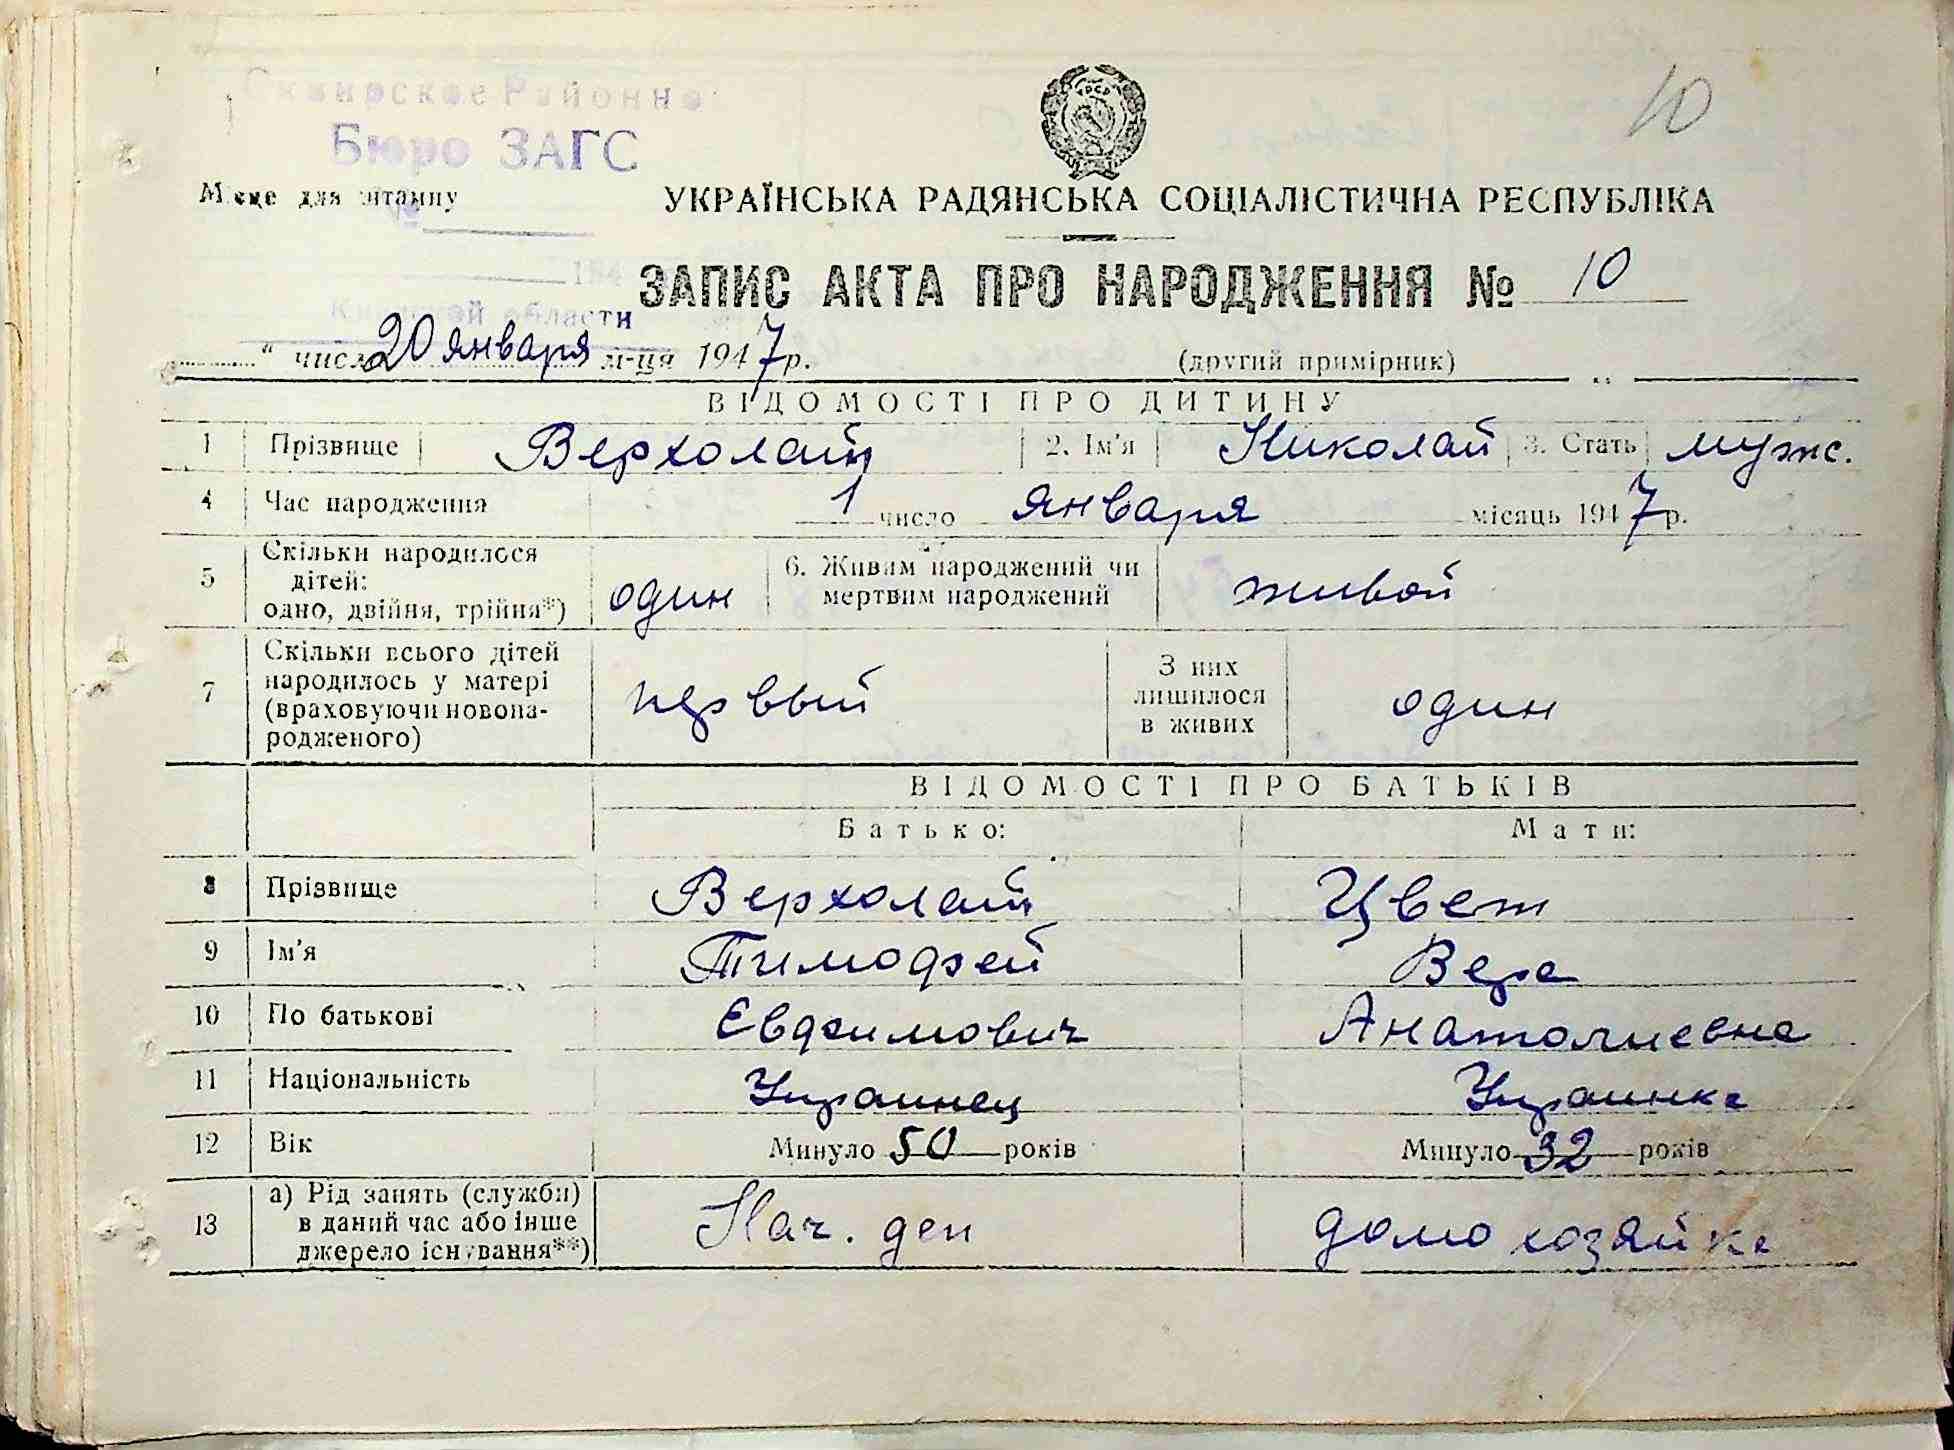 Сквирское Районно
Бюро ЗАГС
10
Місце для штампу
УКРАЇНСЬКА РАДЯНСЬКА СОЦІАЛІСТИЧНА РЕСПУБЛІКА
194
ЗАПИС АКТА ПРО НАРОДЖЕННЯ № 10
Киевской области
" число 20 января м-ця 1947 р. (другий примірник)
ВІДОМОСТІ ПРО ДИТИНУ
1 Прізвище Верхолат 2. Ім'я Николай 3. Стать мужс.
4 Час народження 1 число января місяць 1947 р.
5 Скільки народилося дітей: одно, двійня, трійня*) один 6. Живим народжений чи мертвим народжений живой
7 Скільки всього дітей народилось у матері (враховуючи новонародженого) первый З них лишилося в живих один
ВІДОМОСТІ ПРО БАТЬКІВ
Батько: Мати:
8 Прізвище Верхолат Цвет
9 Ім'я Тимофей Вера
10 По батькові Євфимович Анатолиевна
11 Національність Украинец Украинка
12 Вік Минуло 50 років Минуло 32 років
13 а) Рід занять (служби) в даний час або інше джерело існування**) Нач. деп домохозяйка